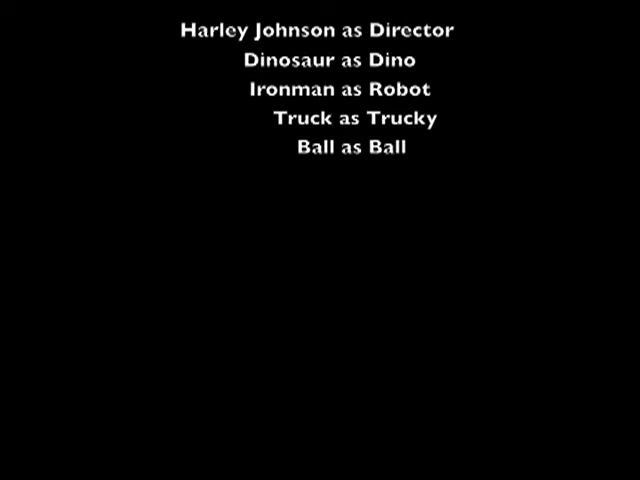 Harley Johnson as Director
Dinosaur as Dino
Ironman as Robot
Truck as Trucky
Ball as Ball